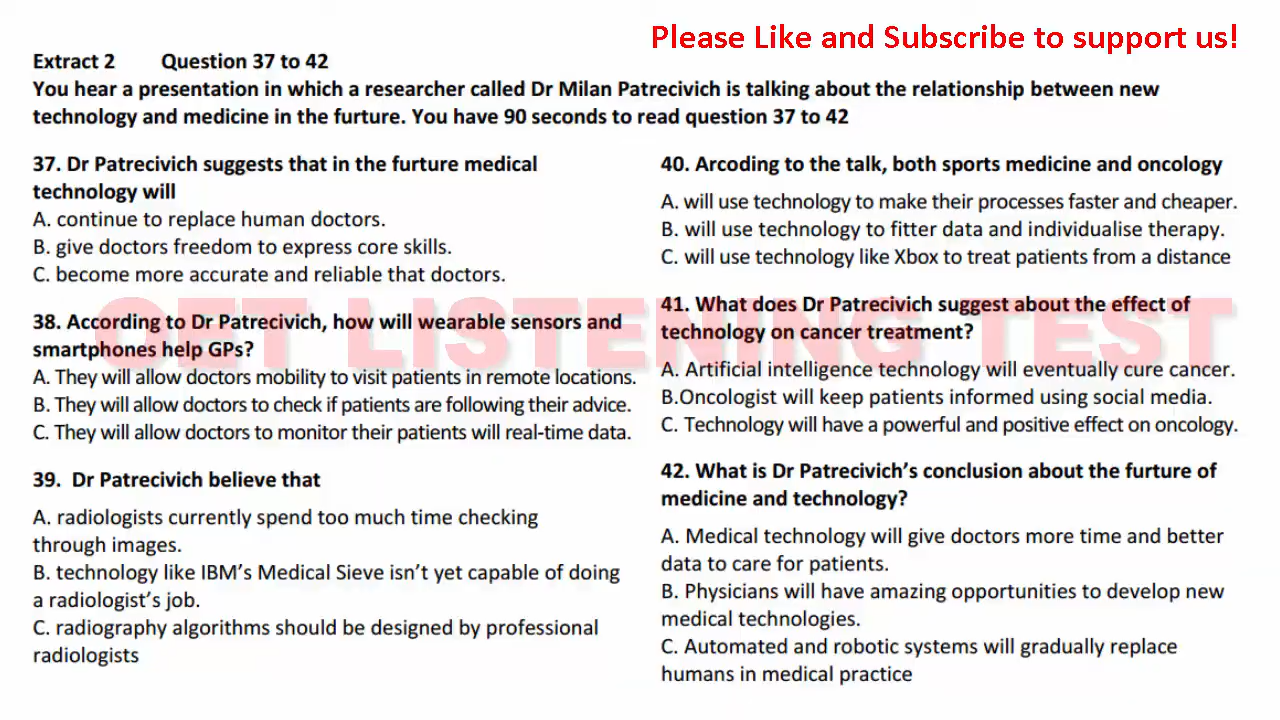 Please Like and Subscribe to support us!
Extract 2 Question 37 to 42
You hear a presentation in which a researcher called Dr Milan Patrecivich is talking about the relationship between new
technology and medicine in the furture. You have 90 seconds to read question 37 to 42
37. Dr Patrecivich suggests that in the furture medical
technology will
A. continue to replace human doctors.
B. give doctors freedom to express core skills.
C. become more accurate and reliable that doctors.
38. According to Dr Patrecivich, how will wearable sensors and
smartphones help GPs?
A. They will allow doctors mobility to visit patients in remote locations.
B. They will allow doctors to check if patients are following their advice.
C. They will allow doctors to monitor their patients will real-time data.
39. Dr Patrecivich believe that
A. radiologists currently spend too much time checking
through images.
B. technology like IBM's Medical Sieve isn't yet capable of doing
a radiologist's job.
C. radiography algorithms should be designed by professional
radiologists
40. Arcoding to the talk, both sports medicine and oncology
A. will use technology to make their processes faster and cheaper.
B. will use technology to fitter data and individualise therapy.
C. will use technology like Xbox to treat patients from a distance
41. What does Dr Patrecivich suggest about the effect of
technology on cancer treatment?
A. Artificial intelligence technology will eventually cure cancer.
B.Oncologist will keep patients informed using social media.
C. Technology will have a powerful and positive effect on oncology.
42. What is Dr Patrecivich's conclusion about the furture of
medicine and technology?
A. Medical technology will give doctors more time and better
data to care for patients.
B. Physicians will have amazing opportunities to develop new
medical technologies.
C. Automated and robotic systems will gradually replace
humans in medical practice
OET LISTENING TEST